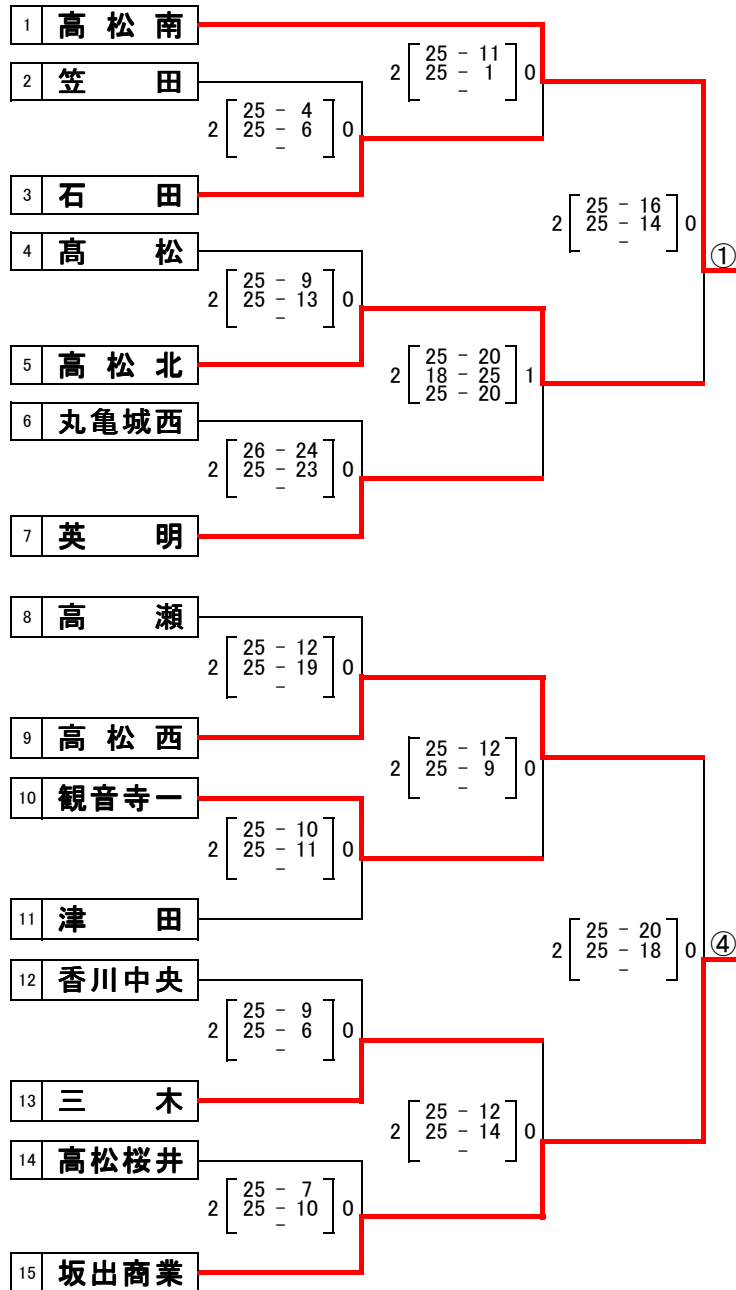 1 高松南
2 笠田
3 石田
4 髙松
5 高松北
6 丸亀城西
7 英明
8 高瀬
9 高松西
10 観音寺一
11 津田
12 香川中央
13 三木
14 高松桜井
15 坂出商業
25 - 4
2 25 - 6 0
-
25 - 9
2 25 - 13 0
-
26 - 24
2 25 - 23 0
-
25 - 12
2 25 - 19 0
-
25 - 10
2 25 - 11 0
-
25 - 9
2 25 - 6 0
-
25 - 7
2 25 - 10 0
-
25 - 11
2 25 - 1 0
-
25 - 20
2 18 - 25 1
25 - 20
25 - 12
2 25 - 9 0
-
25 - 12
2 25 - 14 0
-
25 - 16
2 25 - 14 0
-
25 - 20
2 25 - 18 0
-
①
④